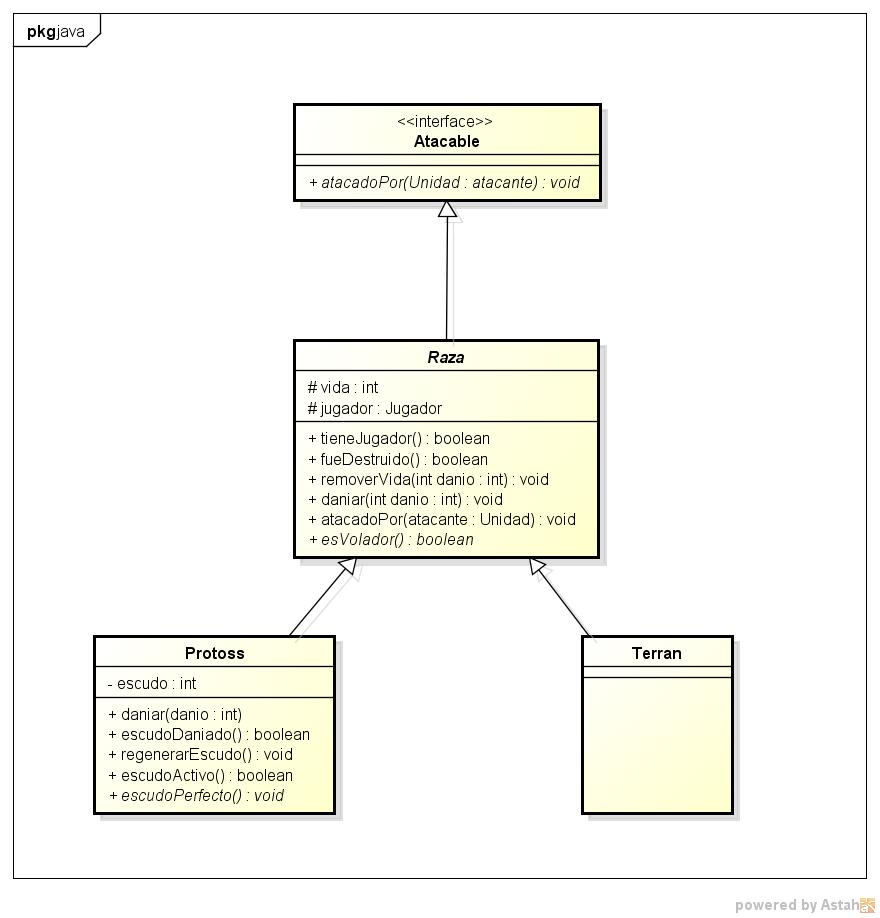 pkg java
<<interface>>
Atacable
+ atacadoPor(Unidad : atacante) : void
Raza
# vida : int
# jugador : Jugador
+ tieneJugador() : boolean
+ fueDestruido() : boolean
+ removerVida(int danio : int) : void
+ daniar(int danio : int) : void
+ atacadoPor(atacante : Unidad) : void
+ esVolador() : boolean
Protoss
- escudo : int
+ daniar(danio : int)
+ escudoDaniado() : boolean
+ regenerarEscudo() : void
+ escudoActivo() : boolean
+ escudoPerfecto() : void
Terran
powered by Astah